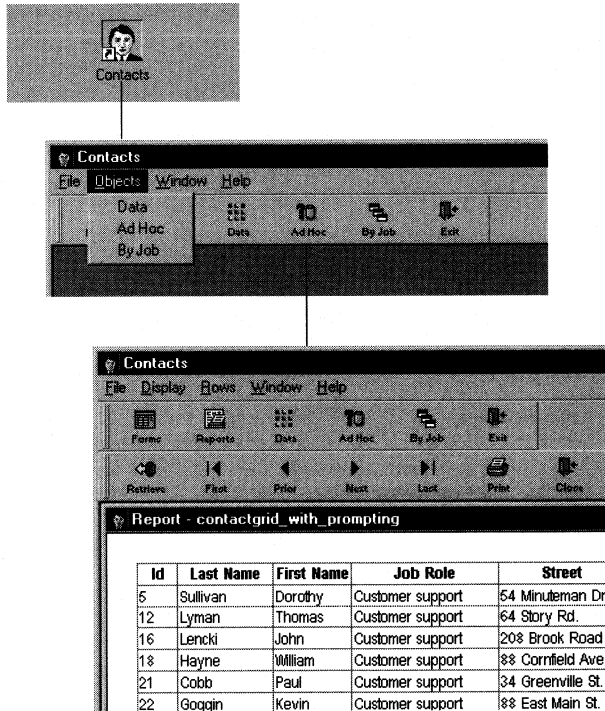 Contacts
Contacts
File Objects Window Help
Data
Ad Hoc
By Job
Data Ad Hoc By Job Exit
Contacts
File Display Rows Window Help
Forms Reports Data Ad Hoc By Job Exit
Retrieve First Prior Next Last Print Close
Report - contactgrid_with_prompting
Id Last Name First Name Job Role Street
5 Sullivan Dorothy Customer support 54 Minuteman Dr
12 Lyman Thomas Customer support 64 Story Rd.
16 Lencki John Customer support 208 Brook Road
18 Hayne William Customer support 88 Cornfield Ave
21 Cobb Paul Customer support 34 Greenville St.
22 Goggin Kevin Customer support 88 East Main St.